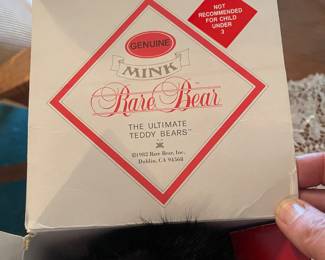 NOT
RECOMMENDED
FOR CHILD
UNDER
3
GENUINE
MINK
Rare Bear™
THE ULTIMATE
TEDDY BEARS™
©1982 Rare Bear, Inc.
Dublin, CA 94568